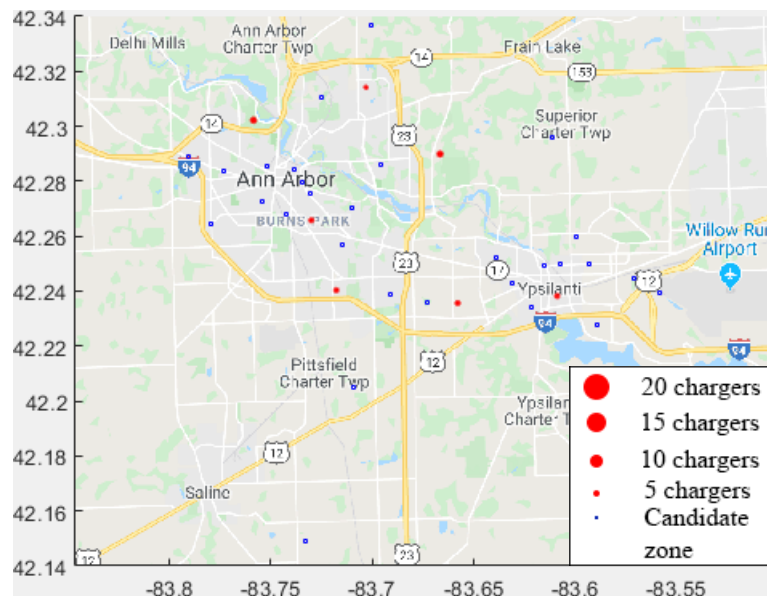 42.34
42.32
42.3
42.28
42.26
42.24
42.22
42.2
42.18
42.16
42.14
Delhi Mills
Ann Arbor
Charter Twp
14
Frain Lake
153
Superior
Charter Twp
14
23
94
Ann Arbor
BURNS PARK
Willow Run
Airport
23
17
Ypsilanti
12
94
94
Pittsfield
Charter Twp
12
Ypsilan
Charter T
12
Saline
12
23
20 chargers
15 chargers
10 chargers
5 chargers
Candidate
zone
-83.8
-83.75
-83.7
-83.65
-83.6
-83.55